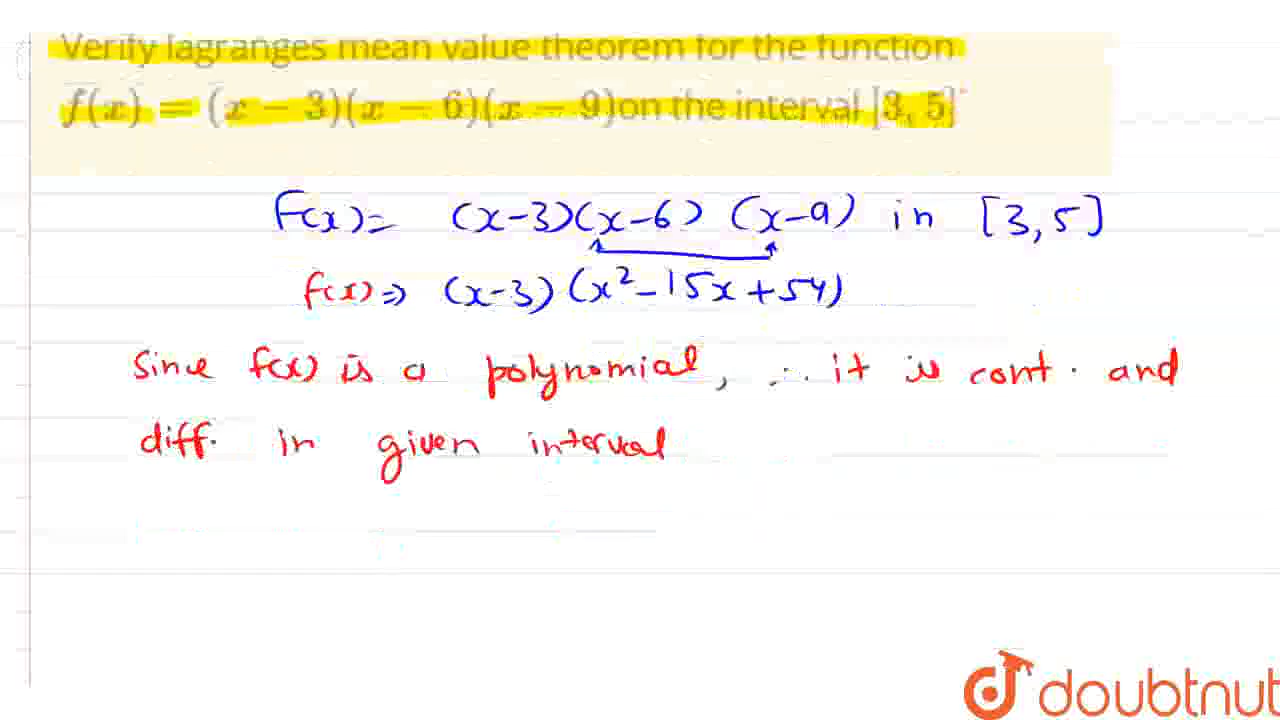 Verify lagranges mean value theorem for the function
f(x) = (x − 3)(x − 6)(x − 9)on the interval [3, 5]
F(x)= (x-3)(x-6) (x-9) in [3,5]
f(x) ⇒ (x-3) (x² - 15x + 54)
Since f(x) is a polynomial, ∴ it is cont. and
diff. in given interval
doubtnut